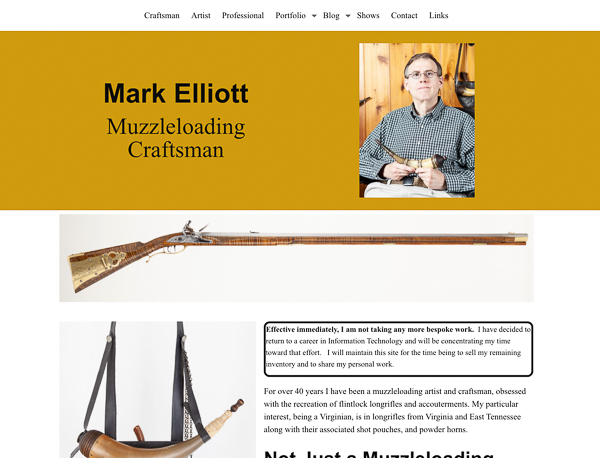 Craftsman Artist Professional Portfolio Blog Shows Contact Links
Mark Elliott
Muzzleloading
Craftsman
Effective immediately, I am not taking any more bespoke work. I have decided to
return to a career in Information Technology and will be concentrating my time
toward that effort. I will maintain this site for the time being to sell my remaining
inventory and to share my personal work.
For over 40 years I have been a muzzleloading artist and craftsman, obsessed
with the recreation of flintlock longrifles and accouterments. My particular
interest, being a Virginian, is in longrifles from Virginia and East Tennessee
along with their associated shot pouches, and powder horns.
Not Just a Muzzleloading